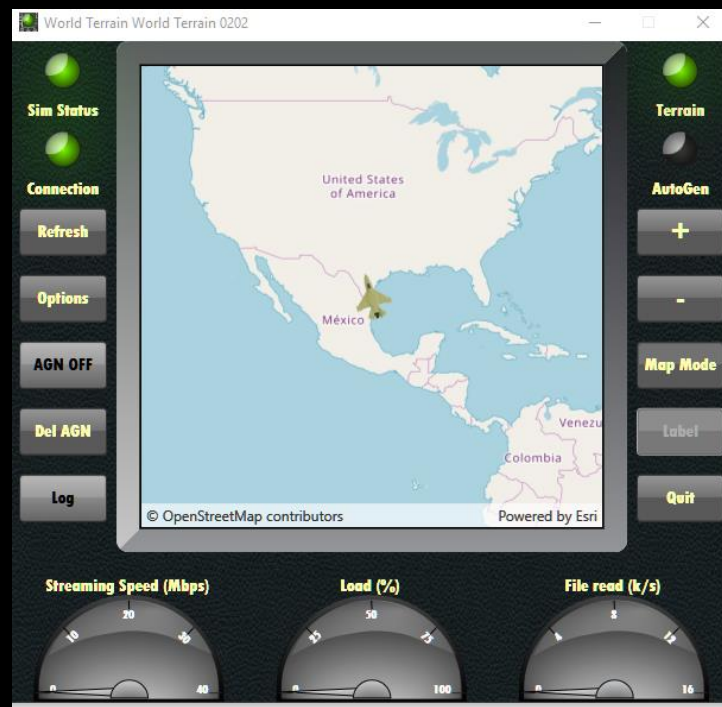 World Terrain World Terrain 0202
Sim Status
Connection
Refresh
Options
AGN OFF
Del AGN
Log
United States
of America
México
Venezu
Colombia
© OpenStreetMap contributors
Powered by Esri
Terrain
AutoGen
+
-
Map Mode
Label
Quit
Streaming Speed (Mbps)
0 10 20 30 40
Load (%)
0 25 50 75 100
File read (k/s)
0 4 8 12 16